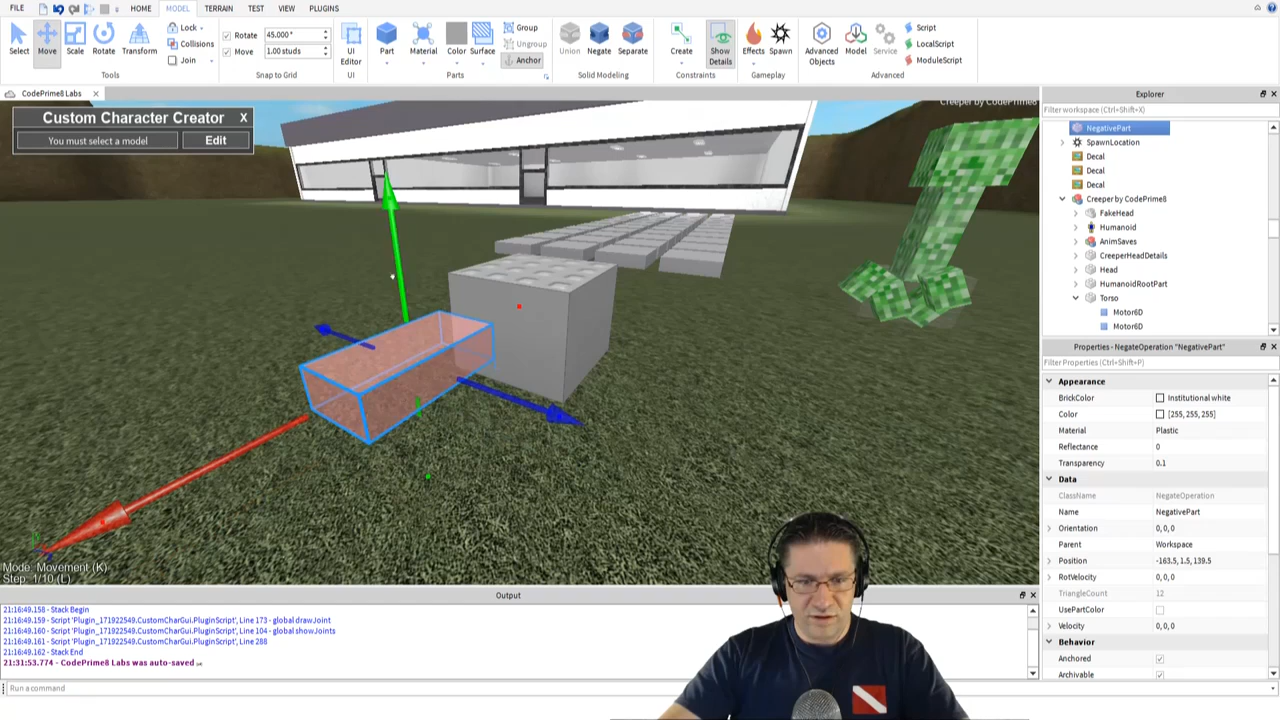 FILE HOME MODEL TERRAIN TEST VIEW PLUGINS
Select Move Scale Rotate Transform
Lock
Collisions
Join
Tools
Rotate 45.000 °
Move 1.00 studs
Snap to Grid
UI Editor
UI
Part Material Color Surface
Group
Ungroup
Anchor
Parts
Union Negate Separate
Solid Modeling
Create Show Details
Constraints
Effects Spawn
Gameplay
Advanced Objects Model Service
Script
LocalScript
ModuleScript
Advanced
CodePrime8 Labs x
Custom Character Creator X
You must select a model Edit
Creeper by CodePrime8
Mode: Movement (K)
Step: 1/10 (L)
Explorer
Filter workspace (Ctrl+Shift+X)
NegativePart
SpawnLocation
Decal
Decal
Decal
Creeper by CodePrime8
FakeHead
Humanoid
AnimSaves
CreeperHeadDetails
Head
HumanoidRootPart
Torso
Motor6D
Motor6D
Properties - NegateOperation "NegativePart"
Filter Properties (Ctrl+Shift+P)
Appearance
BrickColor Institutional white
Color [255, 255, 255]
Material Plastic
Reflectance 0
Transparency 0.1
Data
ClassName NegateOperation
Name NegativePart
Orientation 0, 0, 0
Parent Workspace
Position -163.5, 1.5, 139.5
RotVelocity 0, 0, 0
TriangleCount 12
UsePartColor
Velocity 0, 0, 0
Behavior
Anchored
Archivable
Output
21:16:49.158 - Stack Begin
21:16:49.159 - Script 'Plugin_171922549.CustomCharGui.PluginScript', Line 173 - global drawJoint
21:16:49.160 - Script 'Plugin_171922549.CustomCharGui.PluginScript', Line 104 - global showJoints
21:16:49.161 - Script 'Plugin_171922549.CustomCharGui.PluginScript', Line 288
21:16:49.162 - Stack End
21:31:53.774 - CodePrime8 Labs was auto-saved
Run a command